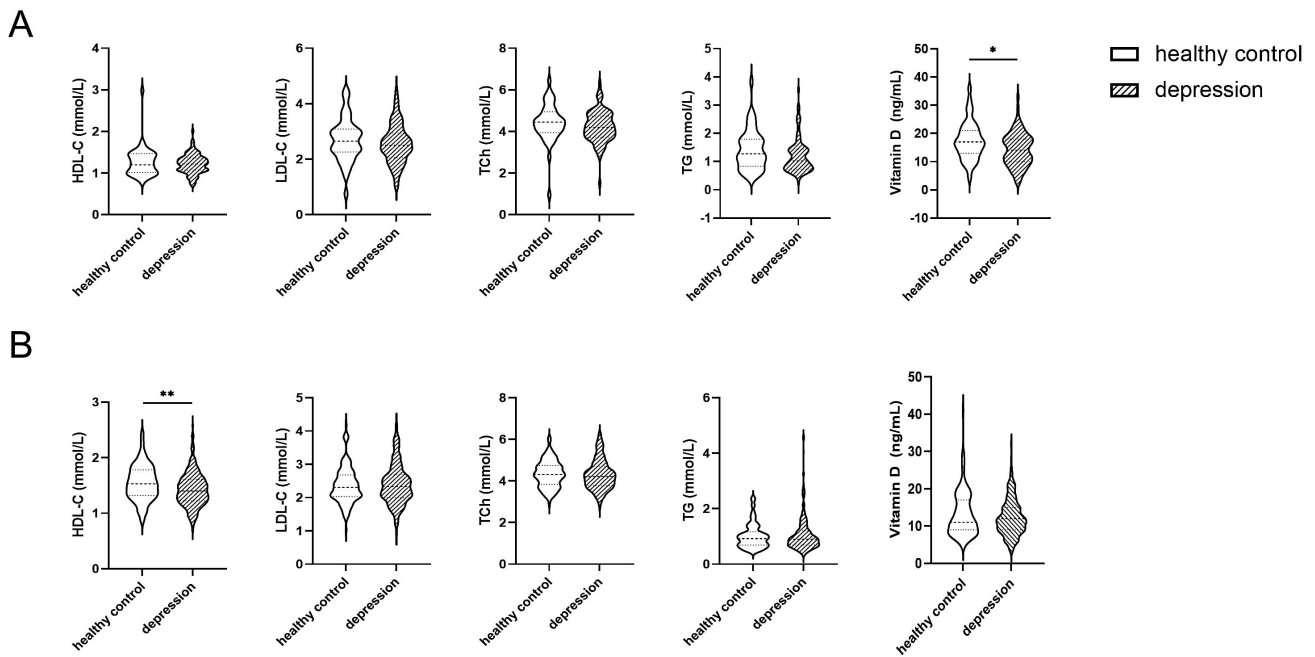 A
healthy control
depression
HDL-C (mmol/L)
4
3
2
1
0
healthy control
depression
LDL-C (mmol/L)
6
4
2
0
healthy control
depression
TCh (mmol/L)
8
6
4
2
0
healthy control
depression
TG (mmol/L)
5
4
3
2
1
0
-1
healthy control
depression
Vitamin D (ng/mL)
50
40
30
20
10
0
-10
*
healthy control
depression
B
HDL-C (mmol/L)
3
2
1
0
**
healthy control
depression
LDL-C (mmol/L)
5
4
3
2
1
0
healthy control
depression
TCh (mmol/L)
8
6
4
2
0
healthy control
depression
TG (mmol/L)
6
4
2
0
healthy control
depression
Vitamin D (ng/mL)
50
40
30
20
10
0
healthy control
depression